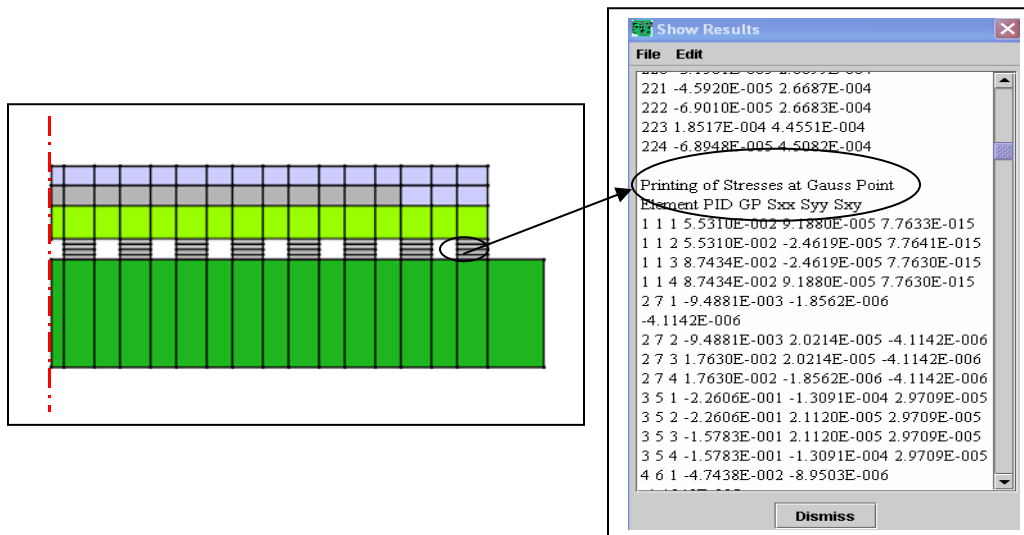 Show Results
File Edit
221 -4.5920E-005 2.6687E-004
222 -6.9010E-005 2.6683E-004
223 1.8517E-004 4.4551E-004
224 -6.8948E-005 4.5082E-004
Printing of Stresses at Gauss Point
Element PID GP Sxx Syy Sxy
1 1 1 5.5310E-002 9.1880E-005 7.7633E-015
1 1 2 5.5310E-002 -2.4619E-005 7.7641E-015
1 1 3 8.7434E-002 -2.4619E-005 7.7630E-015
1 1 4 8.7434E-002 9.1880E-005 7.7630E-015
2 7 1 -9.4881E-003 -1.8562E-006
-4.1142E-006
2 7 2 -9.4881E-003 2.0214E-005 -4.1142E-006
2 7 3 1.7630E-002 2.0214E-005 -4.1142E-006
2 7 4 1.7630E-002 -1.8562E-006 -4.1142E-006
3 5 1 -2.2606E-001 -1.3091E-004 2.9709E-005
3 5 2 -2.2606E-001 2.1120E-005 2.9709E-005
3 5 3 -1.5783E-001 2.1120E-005 2.9709E-005
3 5 4 -1.5783E-001 -1.3091E-004 2.9709E-005
4 6 1 -4.7438E-002 -8.9503E-006
Dismiss